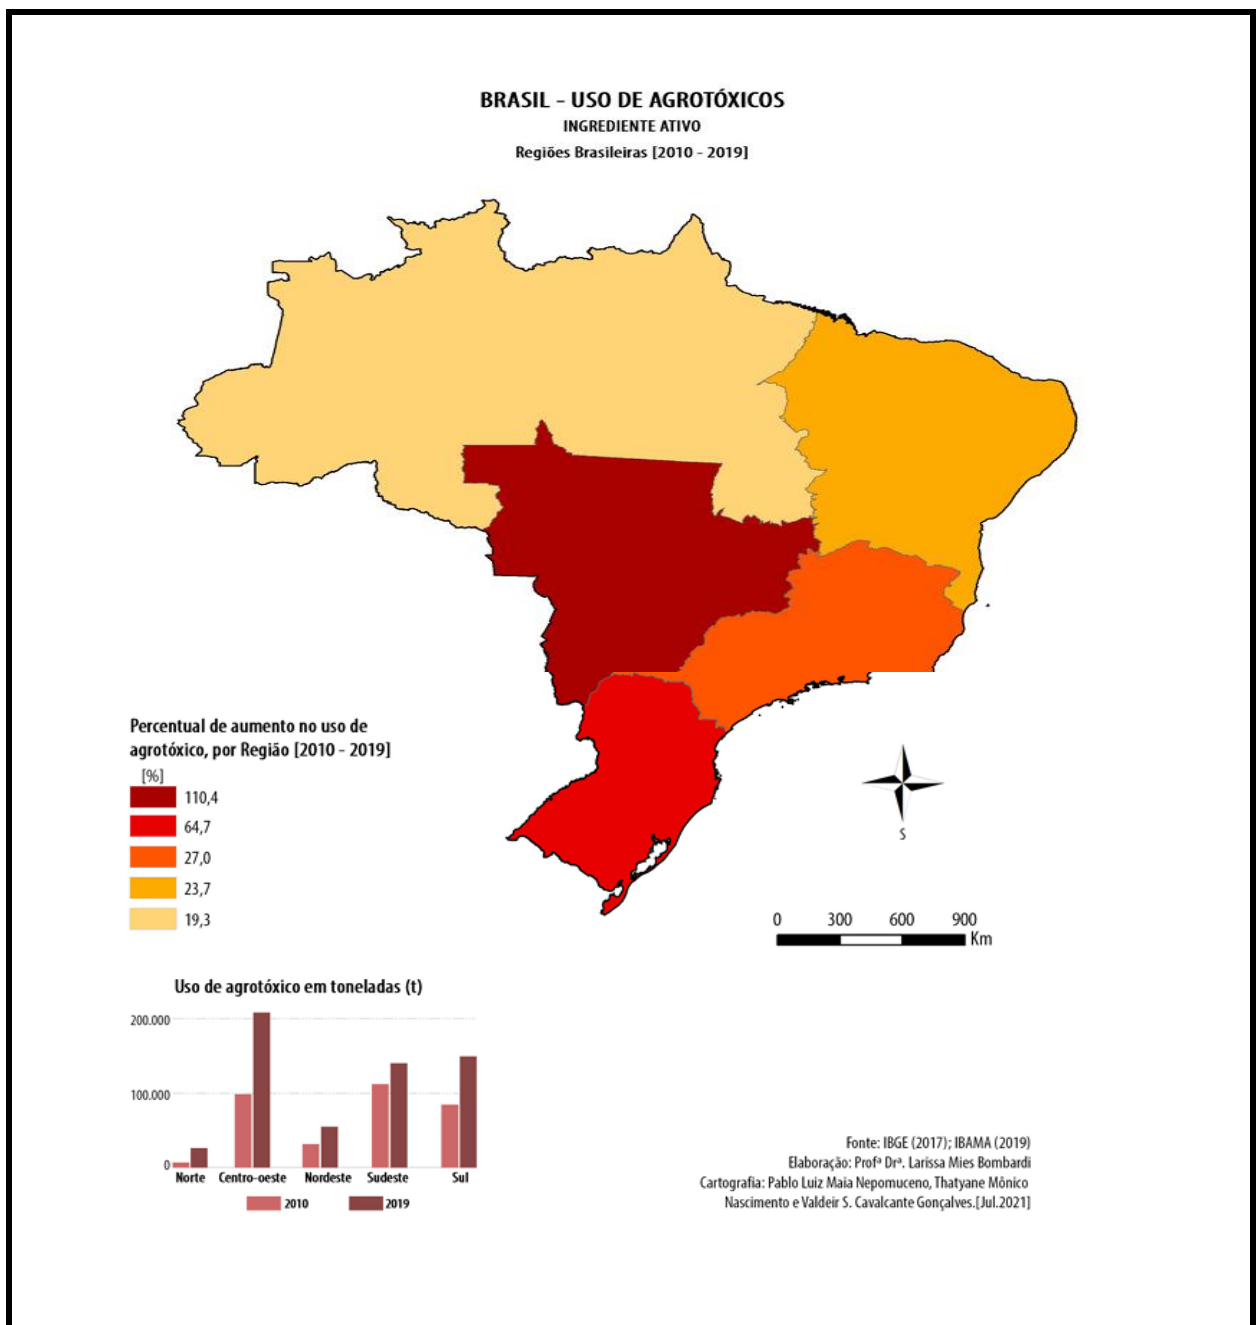 BRASIL - USO DE AGROTÓXICOS
INGREDIENTE ATIVO
Regiões Brasileiras [2010 - 2019]
Percentual de aumento no uso de
agrotóxico, por Região [2010 - 2019]
[%]
110,4
64,7
27,0
23,7
19,3
S
0 300 600 900
Km
Uso de agrotóxico em toneladas (t)
200.000
100.000
0
Norte Centro-oeste Nordeste Sudeste Sul
2010 2019
Fonte: IBGE (2017); IBAMA (2019)
Elaboração: Profª Drª. Larissa Mies Bombardi
Cartografia: Pablo Luiz Maia Nepomuceno, Thatyane Mônico
Nascimento e Valdeir S. Cavalcante Gonçalves.[Jul.2021]